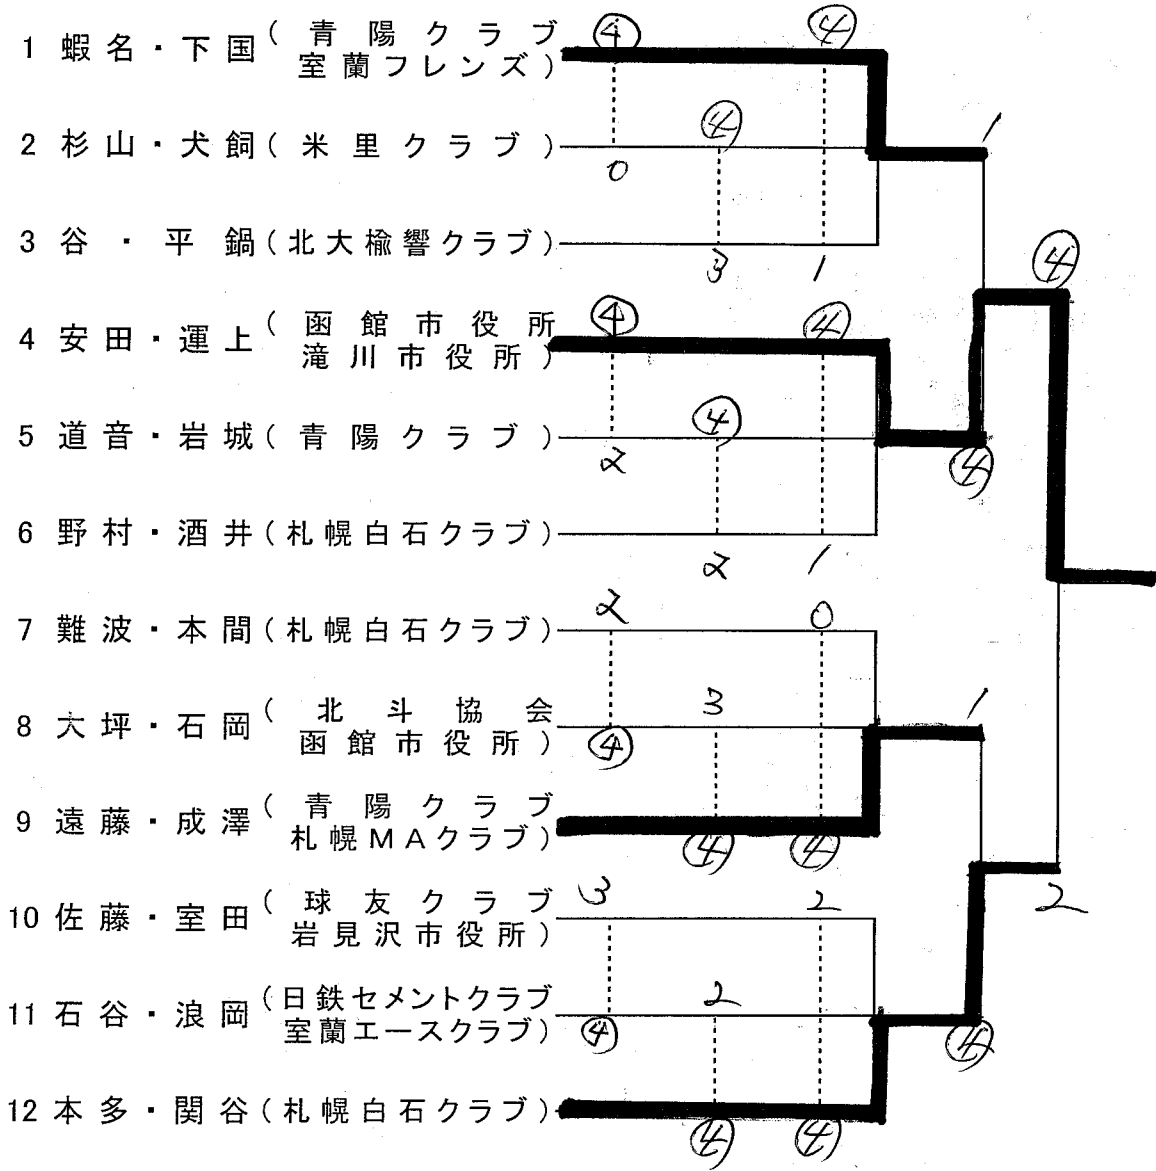 1 蝦名・下国 ( 青陽クラブ
室蘭フレンズ )
④ ④
2 杉山・犬飼 ( 米里クラブ )
④ 1
0
3 谷・平鍋 ( 北大楡響クラブ )
④
3 1
4 安田・運上 ( 函館市役所
滝川市役所 )
④ ④
5 道音・岩城 ( 青陽クラブ )
④
2 ④
6 野村・酒井 ( 札幌白石クラブ )
2 1
2 0
7 難波・本間 ( 札幌白石クラブ )
8 大坪・石岡 ( 北斗協会
函館市役所 )
3 1
④
9 遠藤・成澤 ( 青陽クラブ
札幌MAクラブ )
④ ④
3 2 2
10 佐藤・室田 ( 球友クラブ
岩見沢市役所 )
11 石谷・浪岡 ( 日鉄セメントクラブ
室蘭エースクラブ )
2
④ ④
12 本多・関谷 ( 札幌白石クラブ )
④ ④